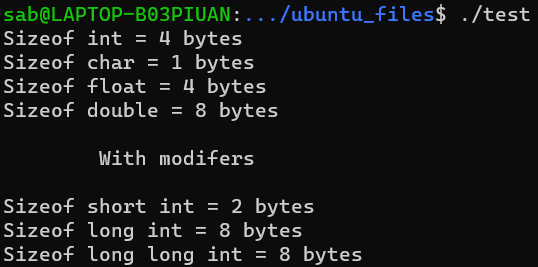 sab@LAPTOP-B03PIUAN:.../ubuntu_files$ ./test
Sizeof int = 4 bytes
Sizeof char = 1 bytes
Sizeof float = 4 bytes
Sizeof double = 8 bytes
With modifers
Sizeof short int = 2 bytes
Sizeof long int = 8 bytes
Sizeof long long int = 8 bytes